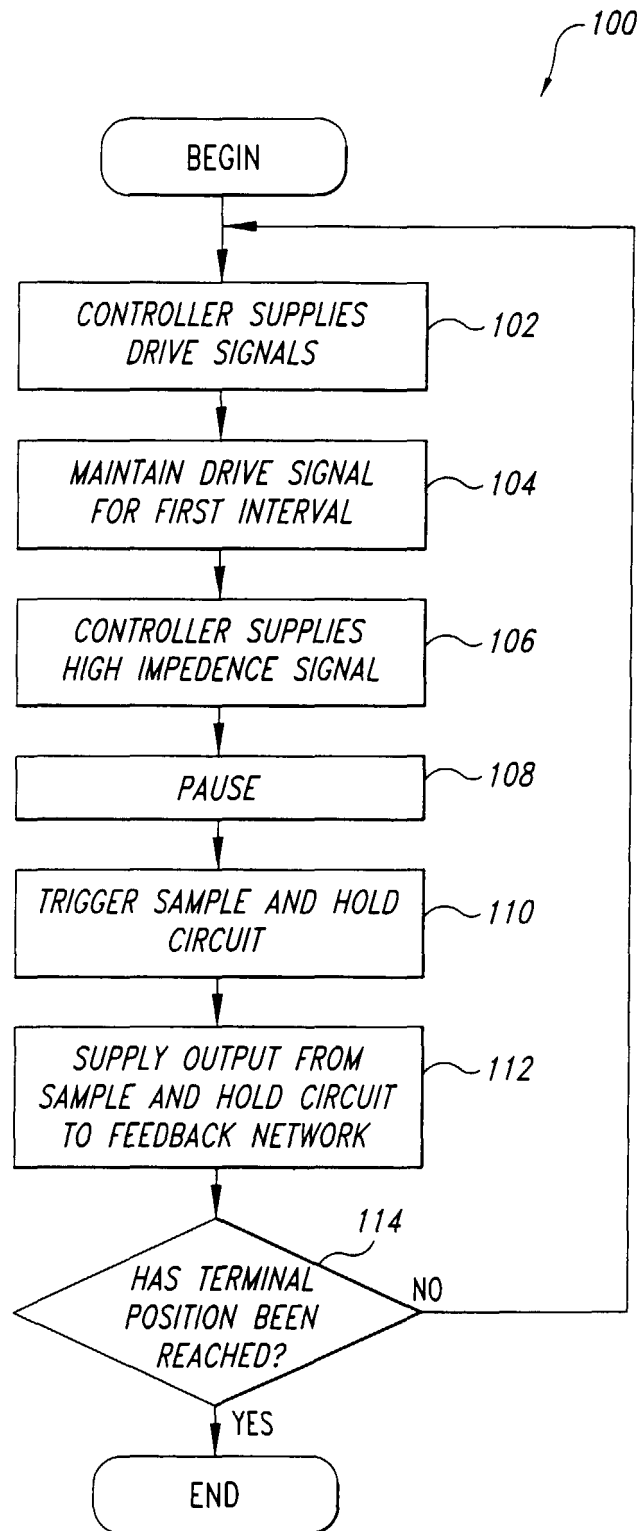 100
BEGIN
CONTROLLER SUPPLIES
DRIVE SIGNALS
102
MAINTAIN DRIVE SIGNAL
FOR FIRST INTERVAL
104
CONTROLLER SUPPLIES
HIGH IMPEDENCE SIGNAL
106
PAUSE
108
TRIGGER SAMPLE AND HOLD
CIRCUIT
110
SUPPLY OUTPUT FROM
SAMPLE AND HOLD CIRCUIT
TO FEEDBACK NETWORK
112
114
HAS TERMINAL
POSITION BEEN
REACHED?
NO
YES
END